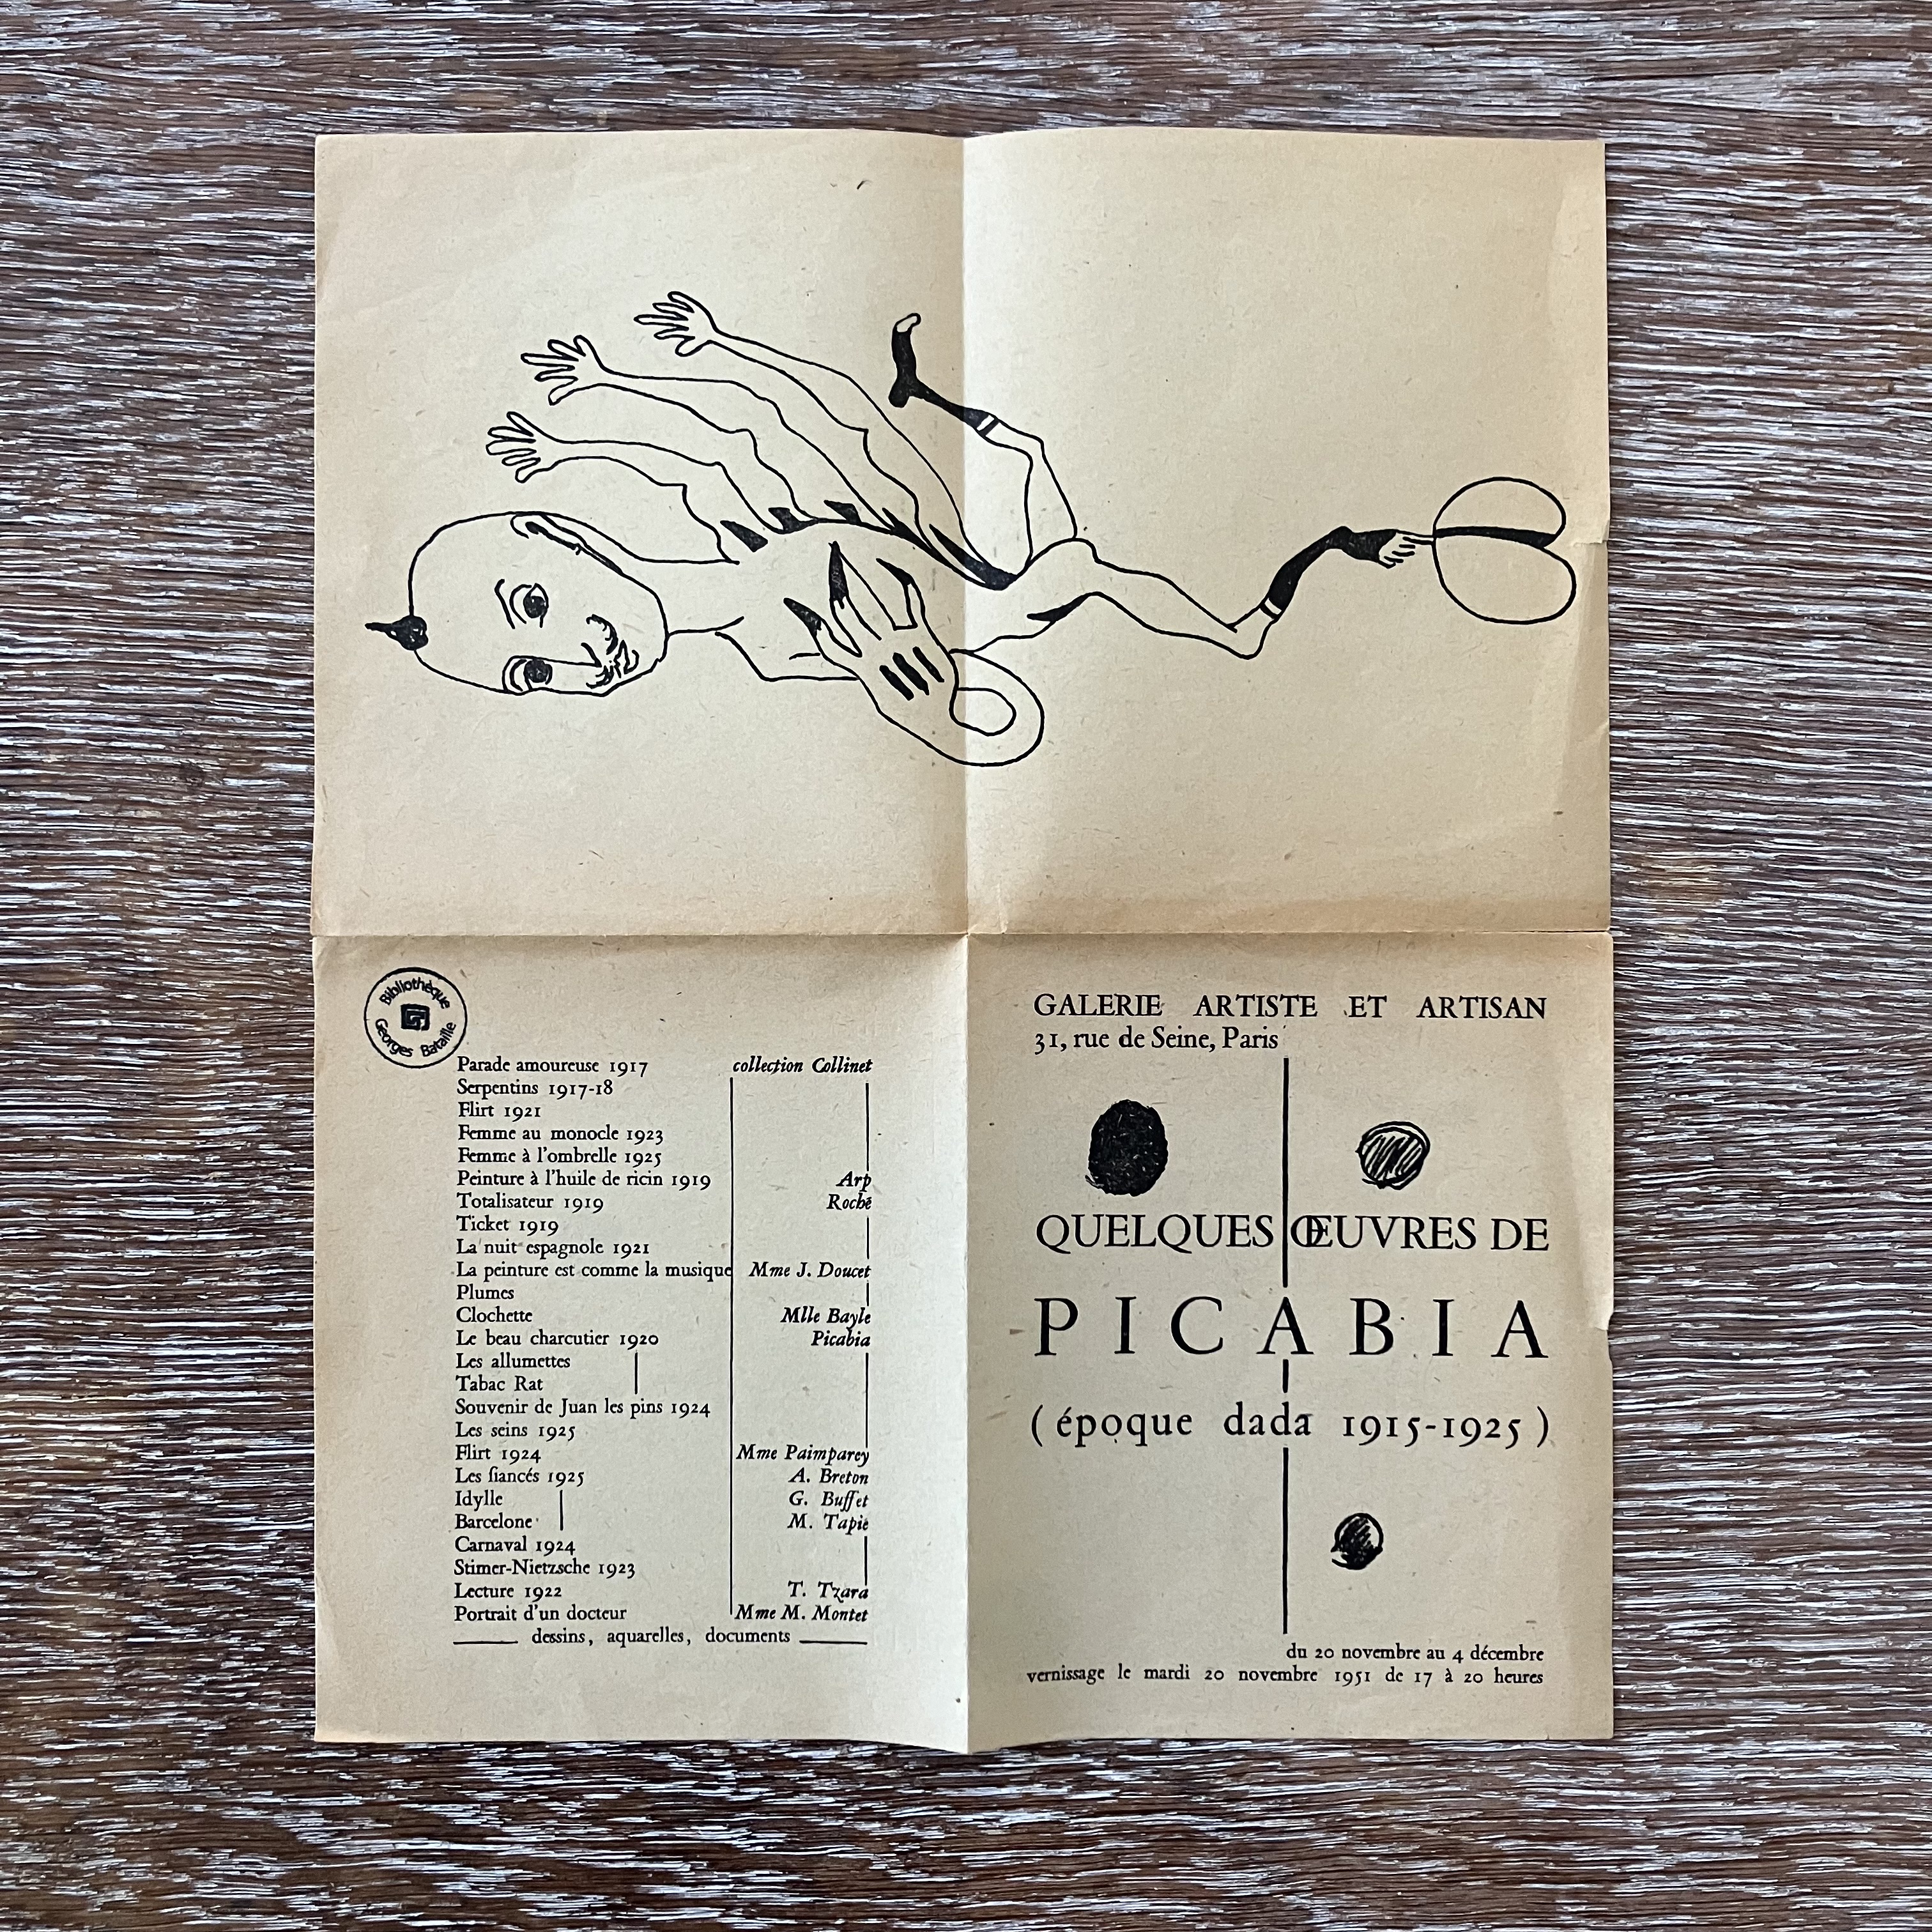 Bibliothèque
Georges Bataille
Parade amoureuse 1917 collection Collinet
Serpentins 1917-18
Flirt 1921
Femme au monocle 1923
Femme à l'ombrelle 1925
Peinture à l'huile de ricin 1919 Arp
Totalisateur 1919 Roché
Ticket 1919
La nuit espagnole 1921
La peinture est comme la musique Mme J. Doucet
Plumes
Clochette Mlle Bayle
Le beau charcutier 1920 Picabia
Les allumettes
Tabac Rat
Souvenir de Juan les pins 1924
Les seins 1925
Flirt 1924 Mme Paimparey
Les fiancés 1925 A. Breton
Idylle G. Buffet
Barcelone M. Tapié
Carnaval 1924
Stimer-Nietzsche 1923
Lecture 1922 T. Tzara
Portrait d'un docteur Mme M. Montet
dessins, aquarelles, documents
GALERIE ARTISTE ET ARTISAN
31, rue de Seine, Paris
QUELQUES ŒUVRES DE
PICABIA
(époque dada 1915-1925)
du 20 novembre au 4 décembre
vernissage le mardi 20 novembre 1951 de 17 à 20 heures